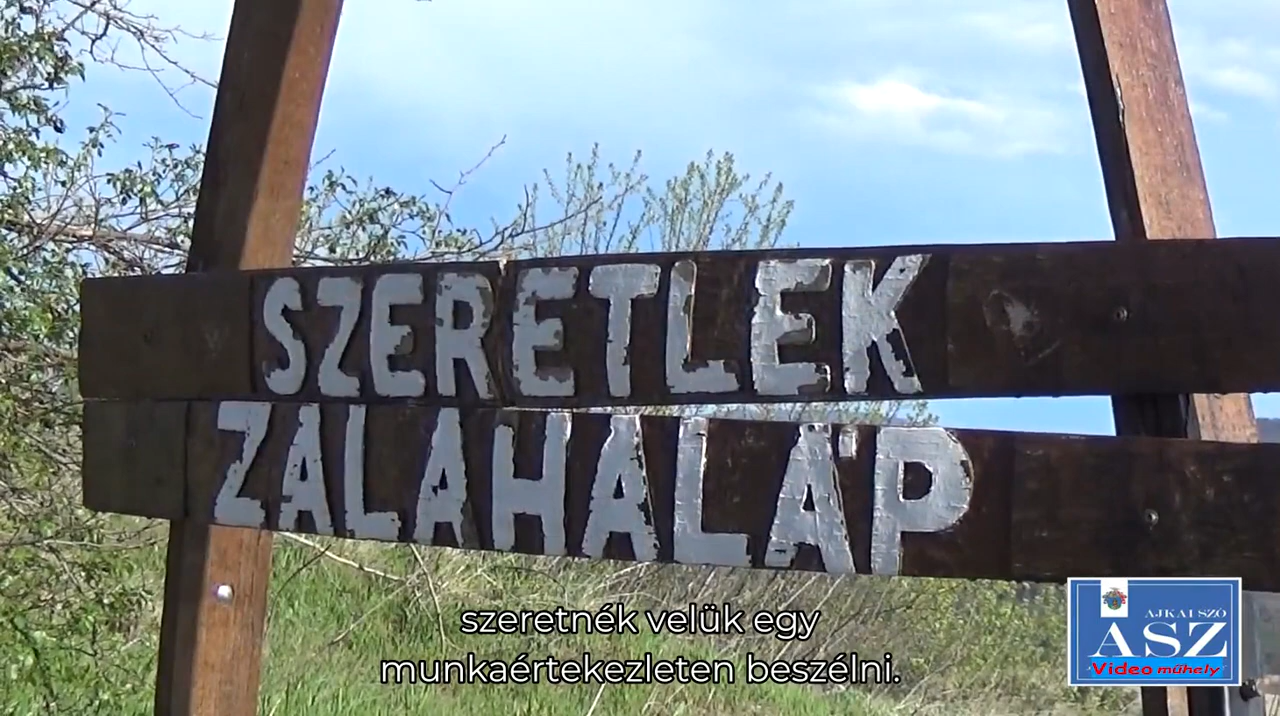 SZERETLEK
ZALAHALÁP
szeretnék velük egy
munkaértekezleten beszélni.
AJKAI SZÓ
ASZ
Video műhely